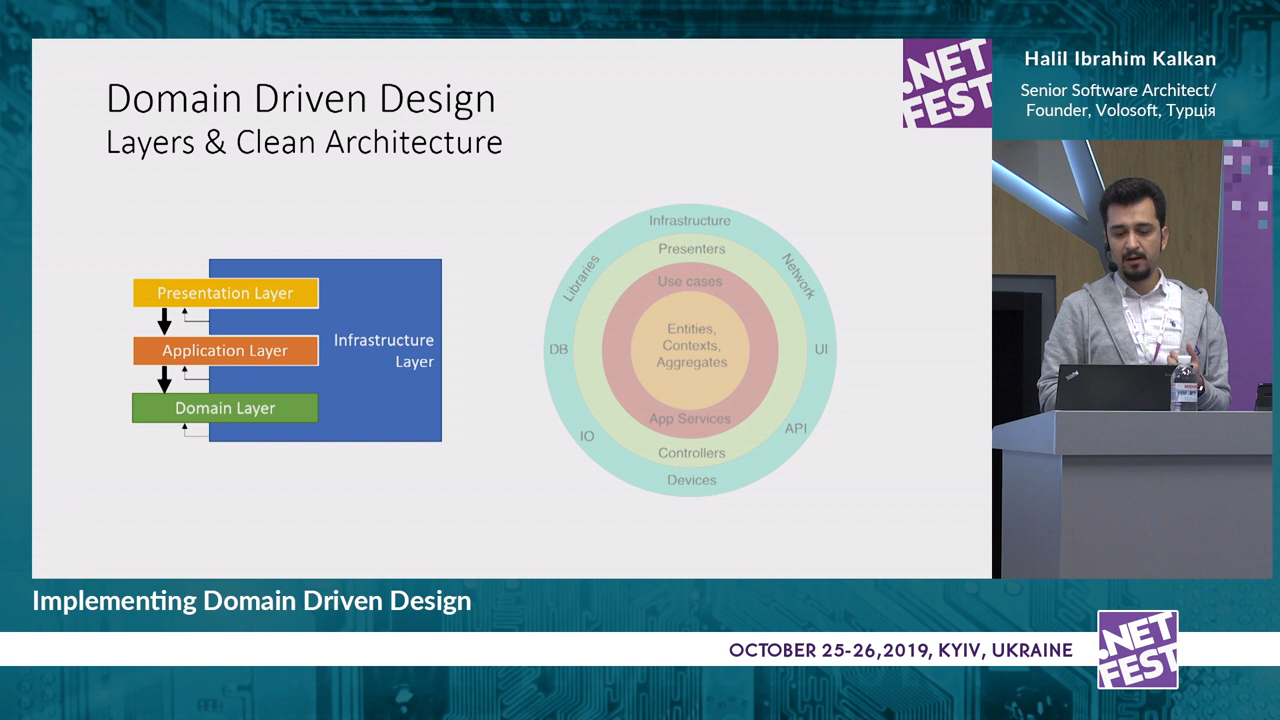 Domain Driven Design
Layers & Clean Architecture
.NET
FEST
Halil Ibrahim Kalkan
Senior Software Architect/
Founder, Volosoft, Турція
Presentation Layer
Application Layer
Domain Layer
Infrastructure
Layer
Infrastructure
Presenters
Use cases
Libraries
Network
Entities,
Contexts,
Aggregates
DB
UI
App Services
IO
API
Controllers
Devices
Implementing Domain Driven Design
OCTOBER 25-26,2019, KYIV, UKRAINE
.NET
FEST